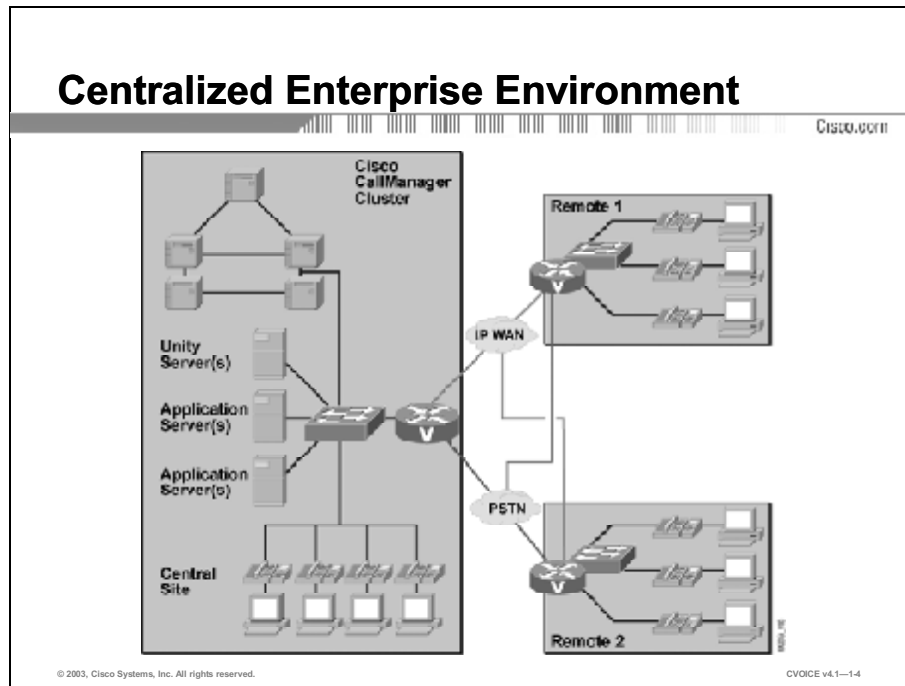 Centralized Enterprise Environment
Cisco.com
Cisco
CallManager
Cluster
Remote 1
IP WAN
V
Unity
Server(s)
Application
Server(s)
V
Application
Server(s)
PSTN
Central
Site
V
Remote 2
© 2003, Cisco Systems, Inc. All rights reserved.
CVOICE v4.1—1-4